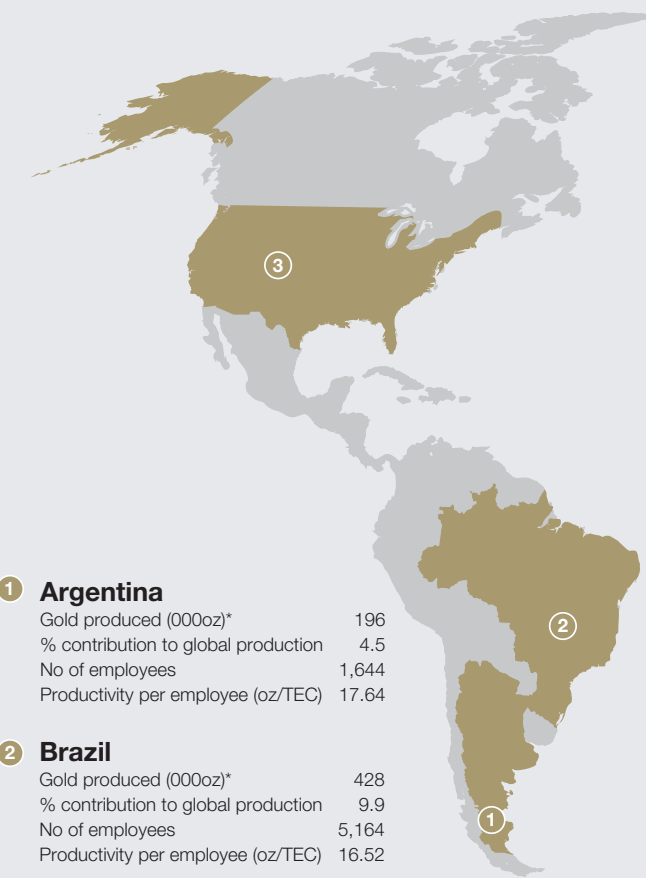 3
2
1
1 Argentina
Gold produced (000oz)* 196
% contribution to global production 4.5
No of employees 1,644
Productivity per employee (oz/TEC) 17.64
2 Brazil
Gold produced (000oz)* 428
% contribution to global production 9.9
No of employees 5,164
Productivity per employee (oz/TEC) 16.52